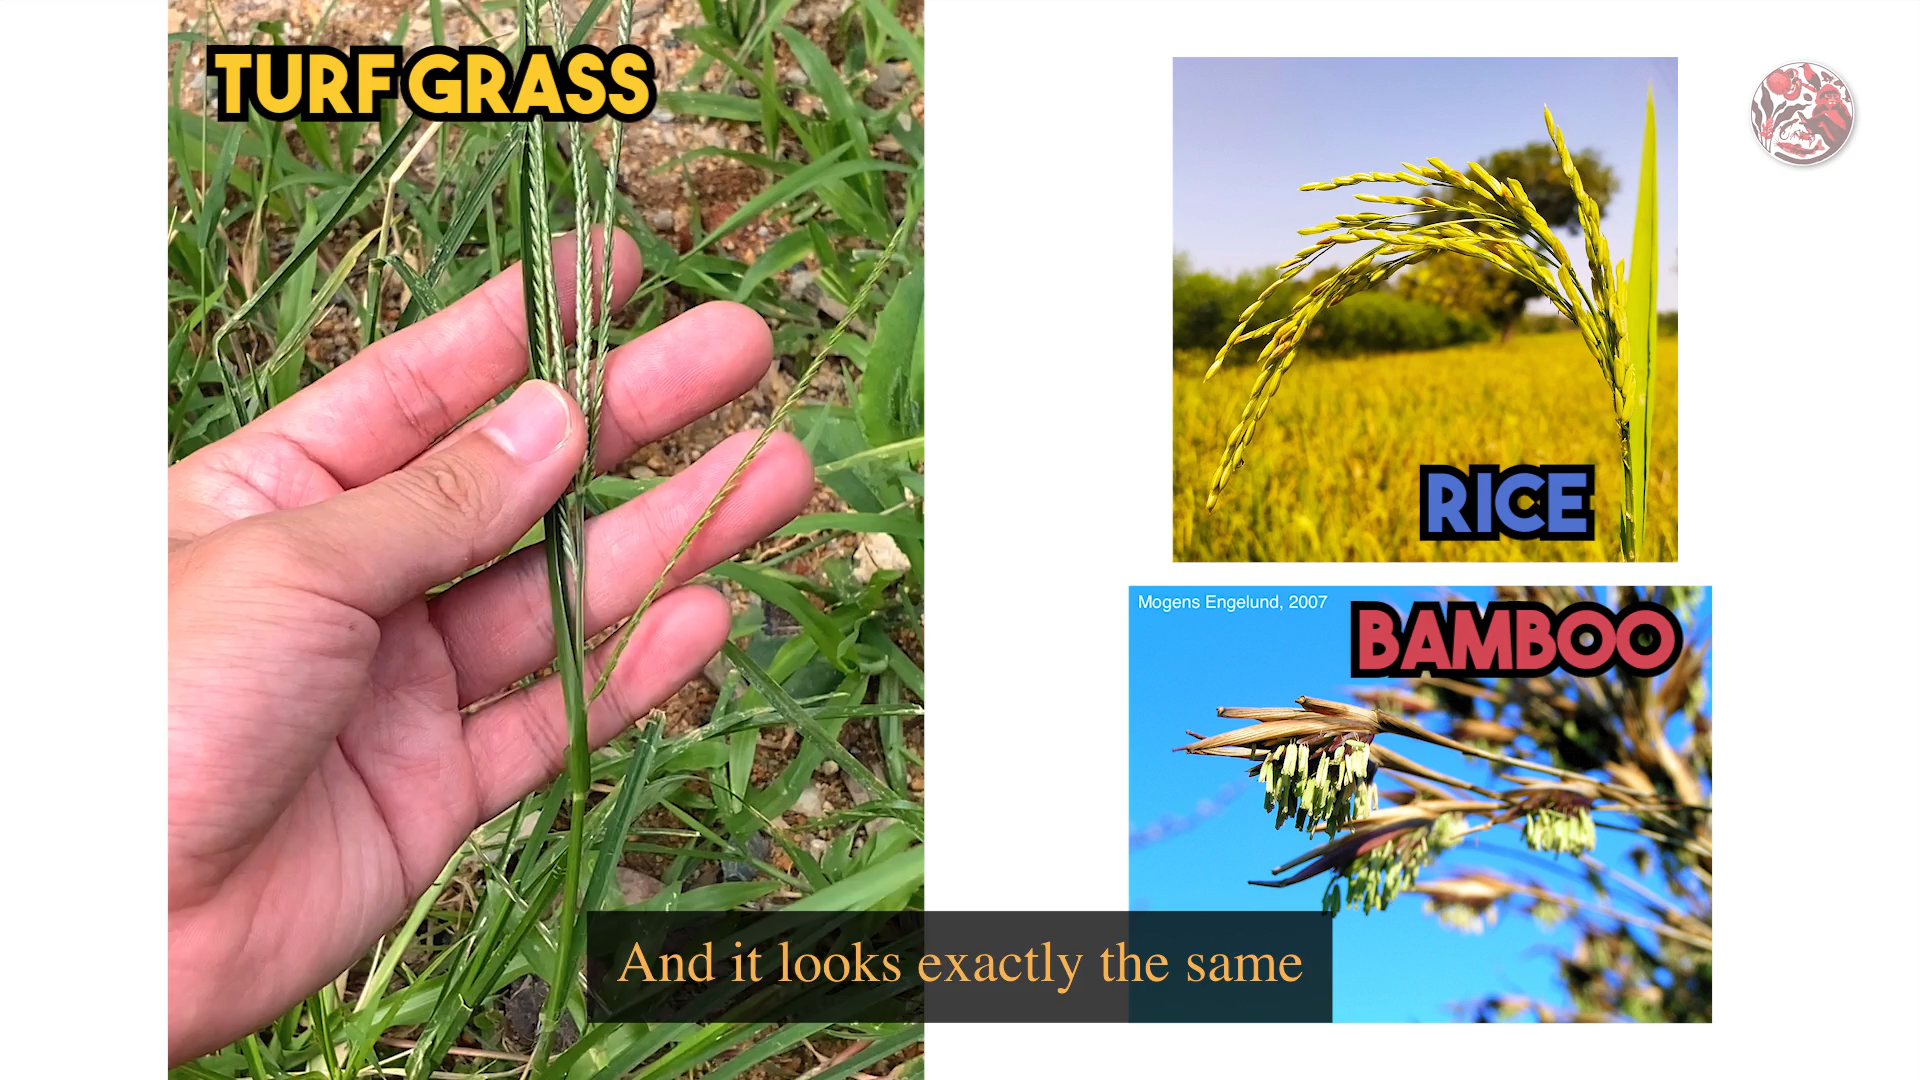 TURF GRASS
RICE
Mogens Engelund, 2007
BAMBOO
And it looks exactly the same